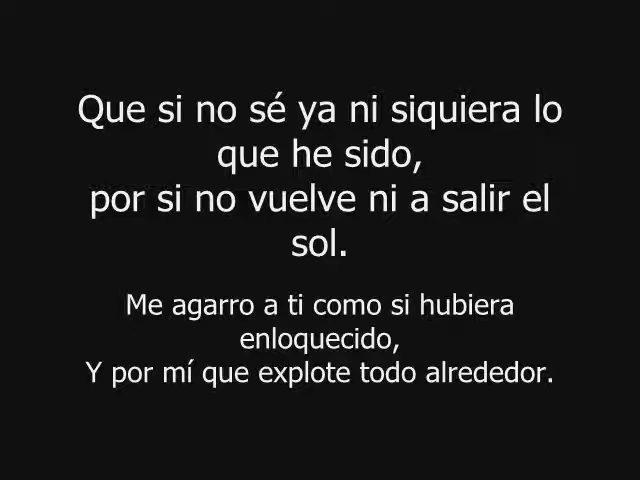 Que si no sé ya ni siquiera lo
que he sido,
por si no vuelve ni a salir el
sol.
Me agarro a ti como si hubiera
enloquecido,
Y por mí que explote todo alrededor.